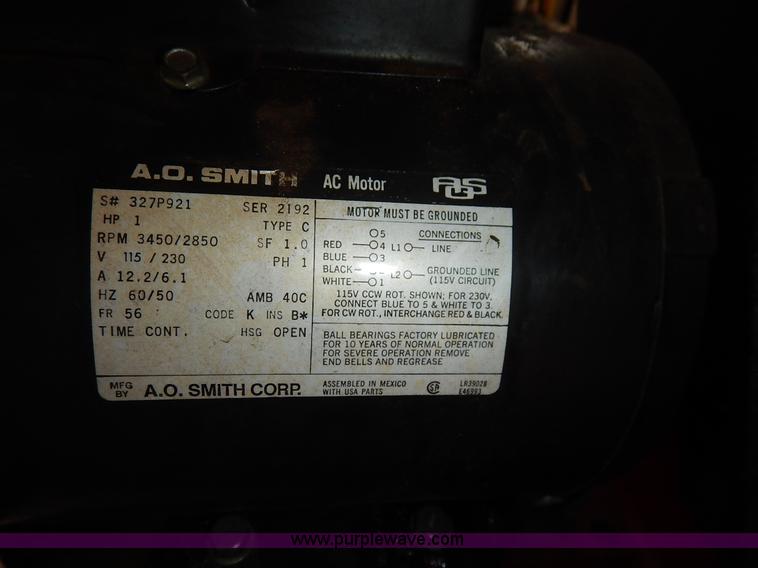 A.O. SMITH AC Motor
S# 327P921 SER 2192
HP 1 TYPE C
RPM 3450/2850 SF 1.0
V 115/230 PH 1
A 12.2/6.1
HZ 60/50 AMB 40C
FR 56 CODE K INS B*
TIME CONT. HSG OPEN
MOTOR MUST BE GROUNDED
5 CONNECTIONS
RED 4 L1 LINE
BLUE 3
BLACK L2 GROUNDED LINE
WHITE 1 (115V CIRCUIT)
115V CCW ROT. SHOWN; FOR 230V.
CONNECT BLUE TO 5 & WHITE TO 3.
FOR CW ROT., INTERCHANGE RED & BLACK.
BALL BEARINGS FACTORY LUBRICATED
FOR 10 YEARS OF NORMAL OPERATION
FOR SEVERE OPERATION REMOVE
END BELLS AND REGREASE
MFG BY A.O. SMITH CORP.
ASSEMBLED IN MEXICO
WITH USA PARTS
LR39028
E46993
www.purplewave.com